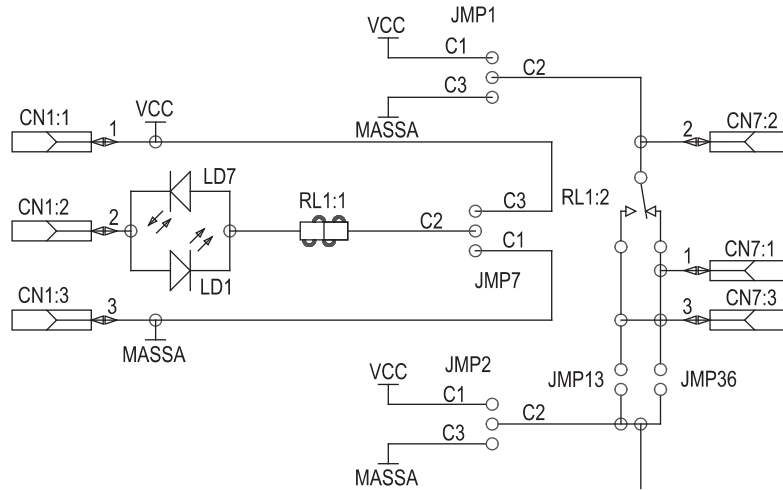 JMP1
VCC
C1
C2
C3
MASSA
CN1:1
1
VCC
2
CN7:2
LD7
CN1:2
2
RL1:1
C2
C3
RL1:2
C1
1
CN7:1
LD1
JMP7
CN1:3
3
3
CN7:3
MASSA
VCC
JMP2
JMP13
JMP36
C1
C2
C3
MASSA